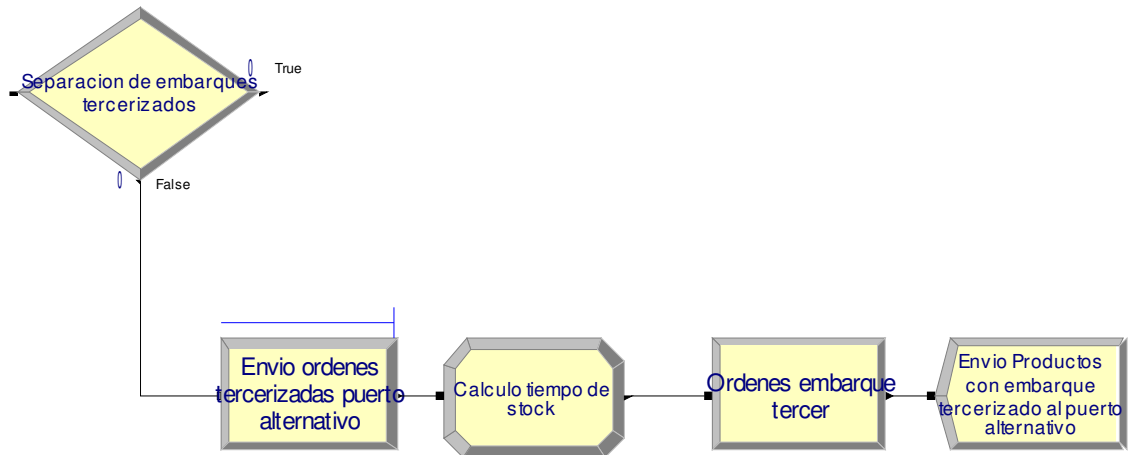 Separacion de embarques
tercerizados
0
True
0
False
Envio ordenes
tercerizadas puerto
alternativo
Calculo tiempo de
stock
Ordenes embarque
tercer
Envio Productos
con embarque
tercerizado al puerto
alternativo